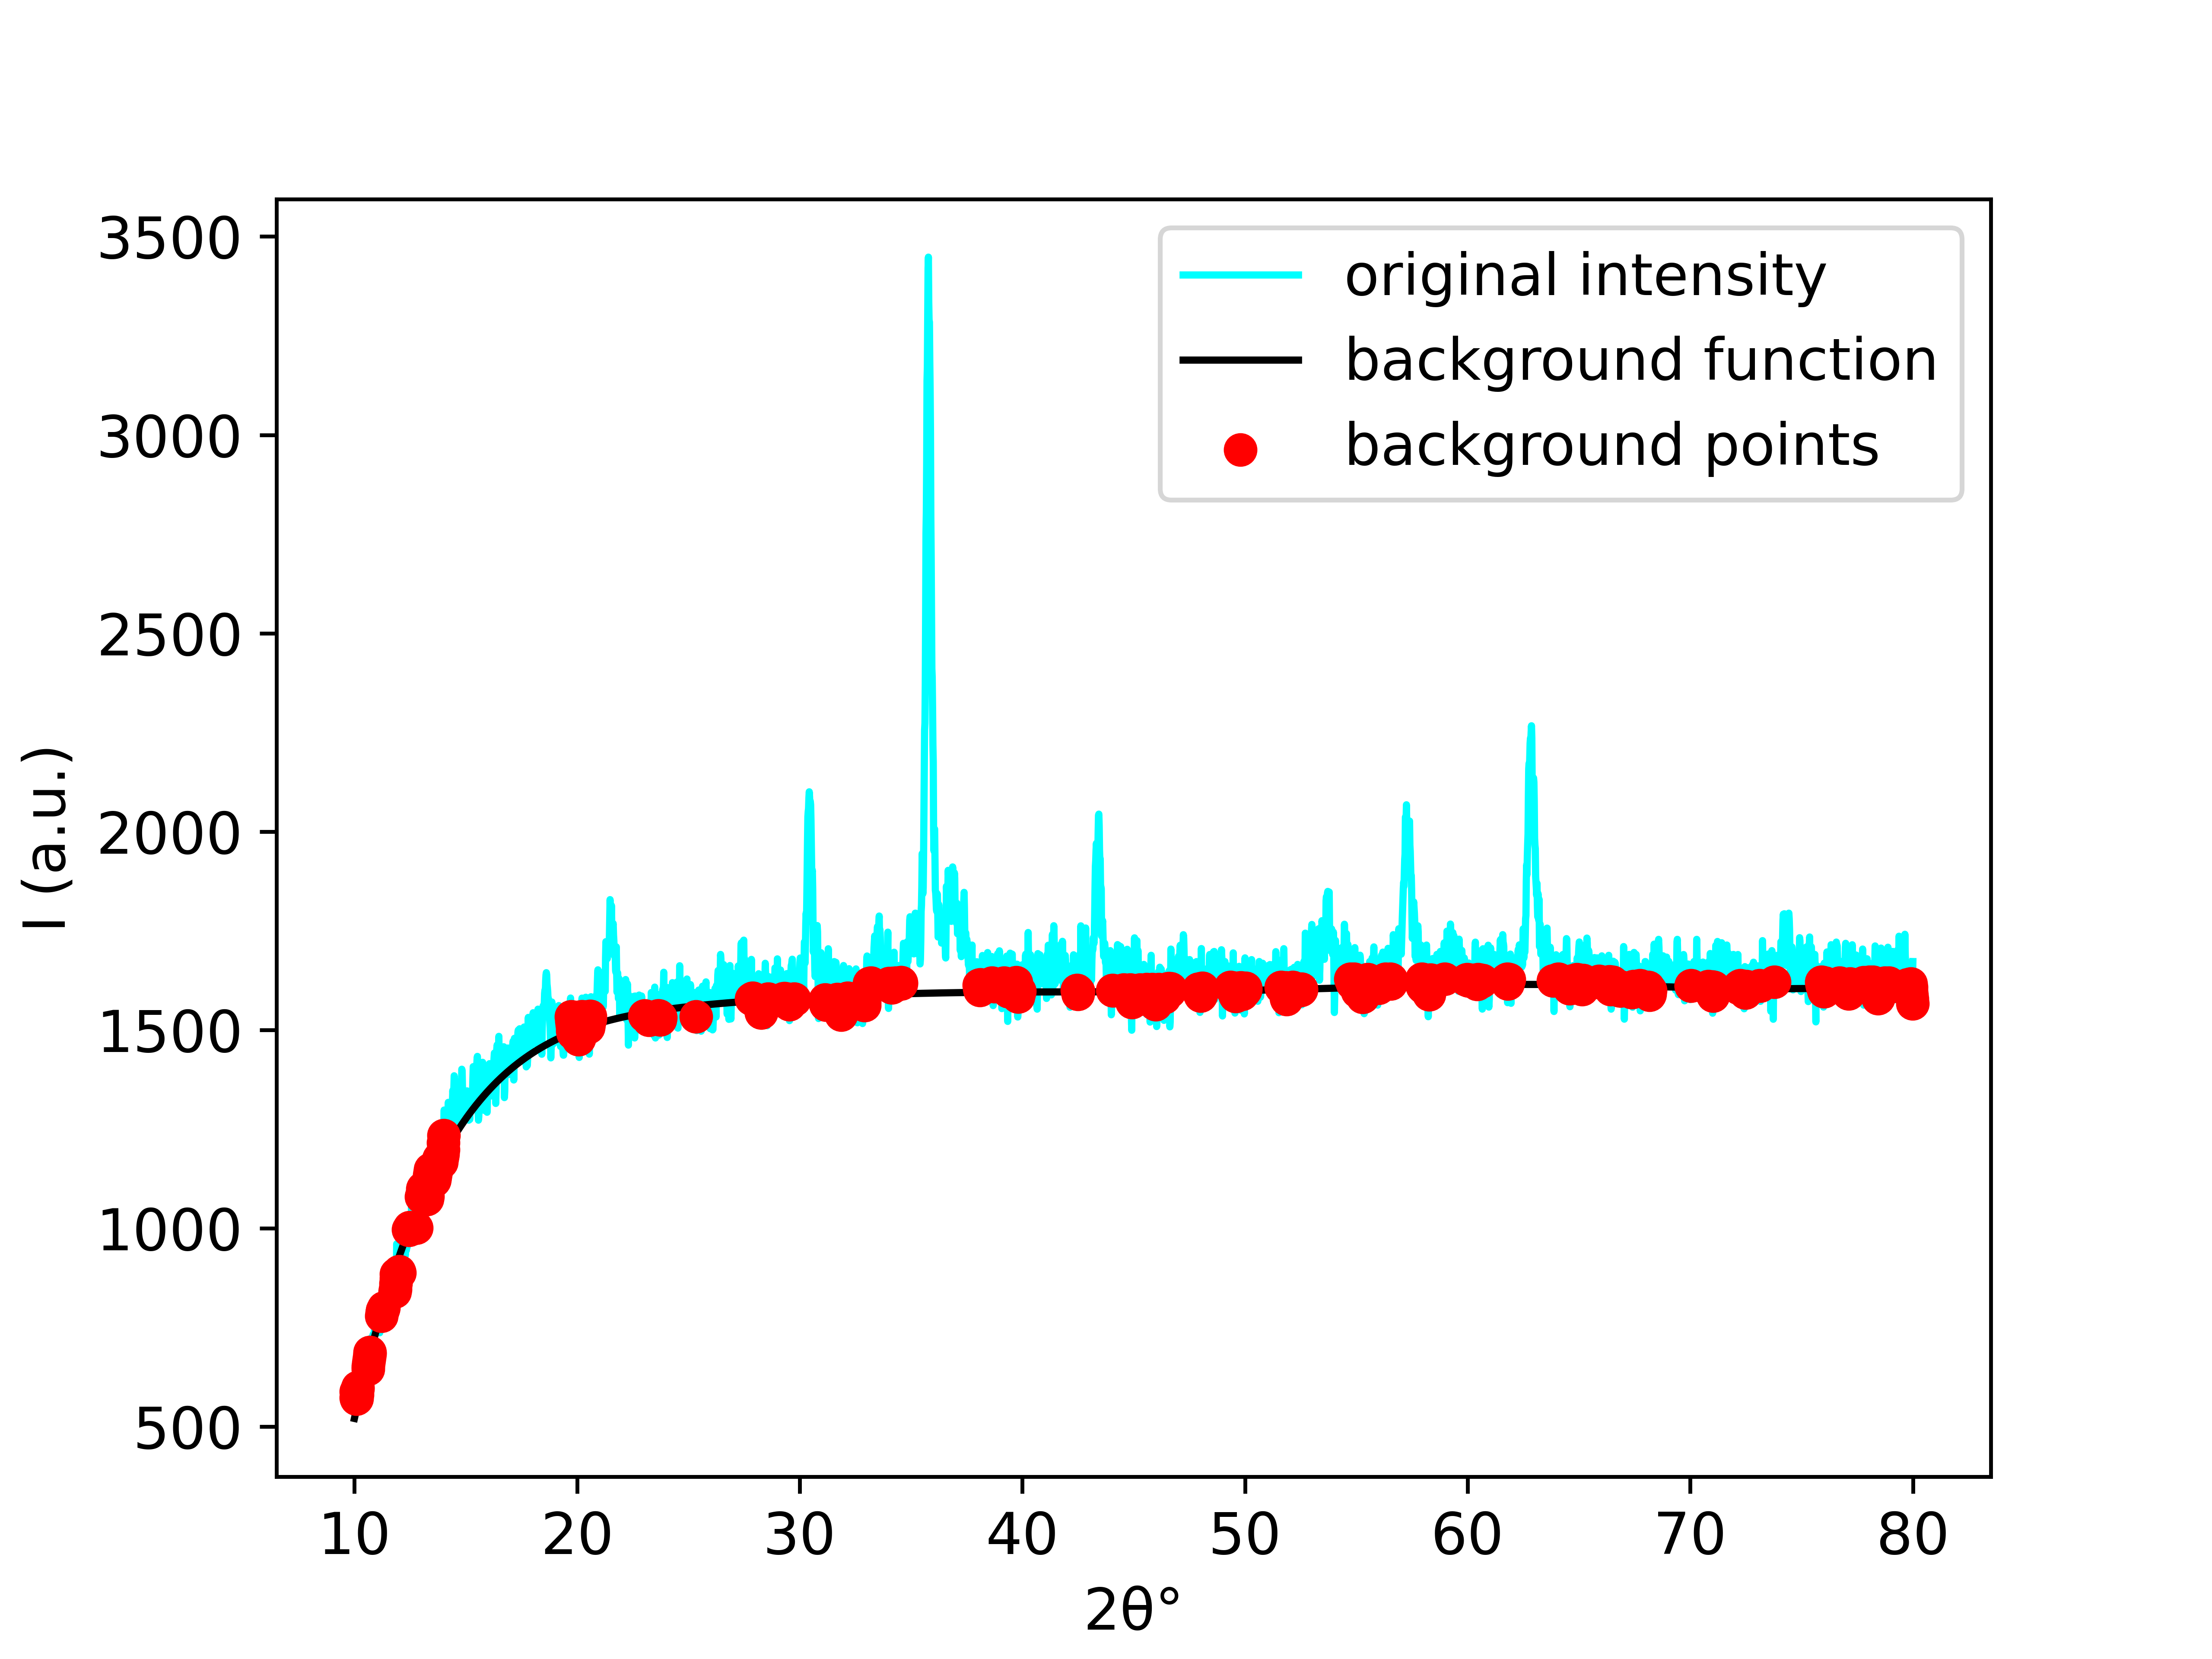 original intensity
background function
background points
3500
3000
2500
2000
1500
1000
500
I (a.u.)
10 20 30 40 50 60 70 80
2θ°